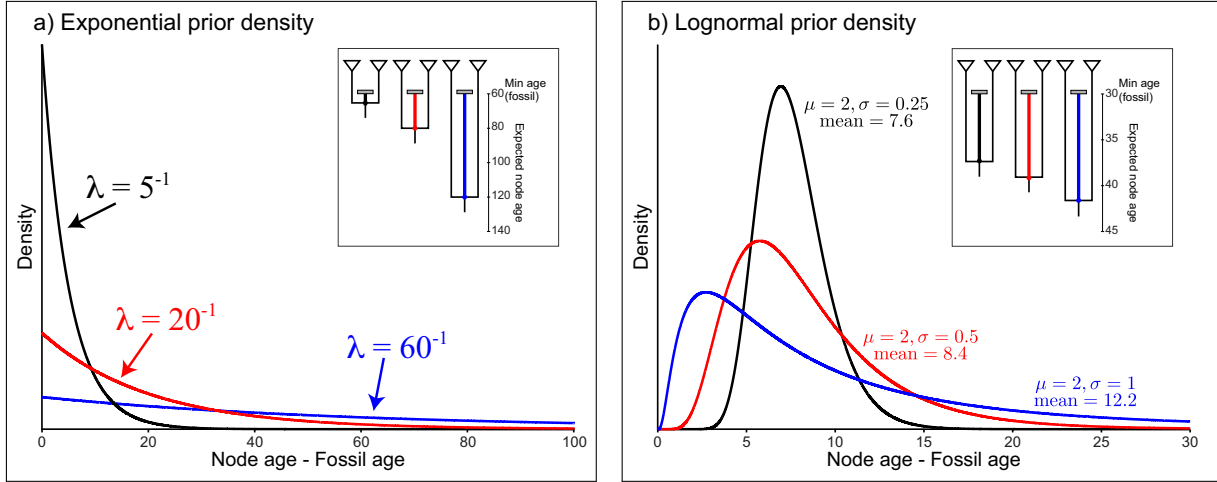 a) Exponential prior density
Density
λ = 5⁻¹
λ = 20⁻¹
λ = 60⁻¹
Min age
(fossil)
60
80
100
120
140
Expected node age
0
20
40
60
80
100
Node age - Fossil age
b) Lognormal prior density
Density
μ = 2, σ = 0.25
mean = 7.6
μ = 2, σ = 0.5
mean = 8.4
μ = 2, σ = 1
mean = 12.2
Min age
(fossil)
30
35
40
45
Expected node age
0
5
10
15
20
25
30
Node age - Fossil age